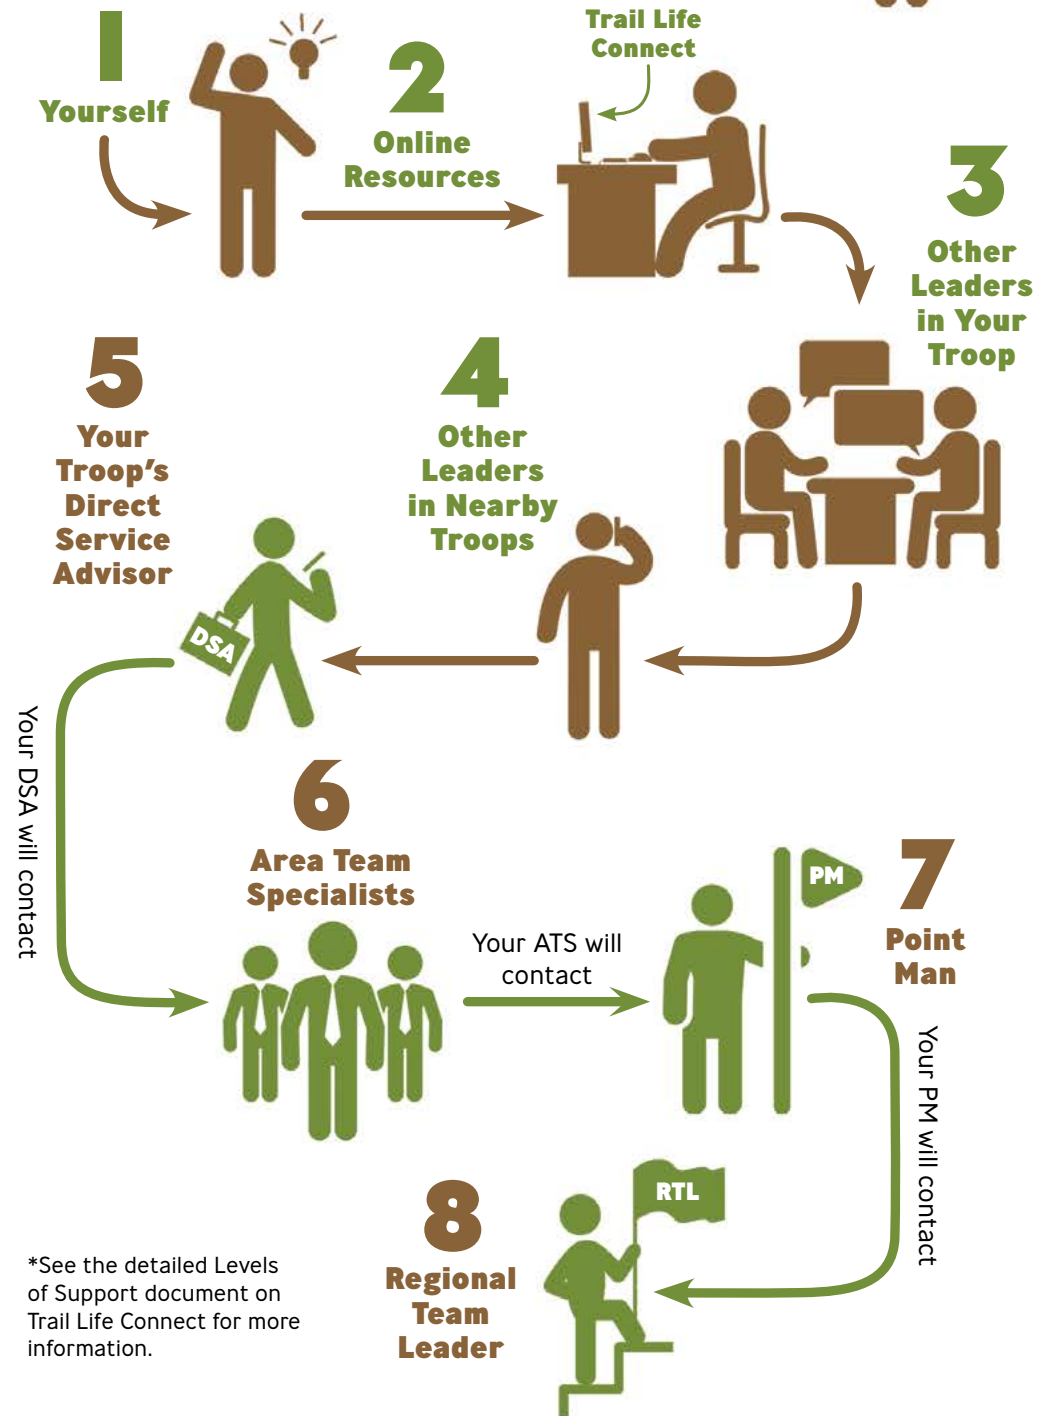 1
Yourself
2
Online
Resources
Trail Life
Connect
3
Other
Leaders
in Your
Troop
4
Other
Leaders
in Nearby
Troops
5
Your
Troop's
Direct
Service
Advisor
DSA
Your DSA will contact
6
Area Team
Specialists
Your ATS will
contact
7
Point
Man
PM
Your PM will contact
8
Regional
Team
Leader
RTL
*See the detailed Levels
of Support document on
Trail Life Connect for more
information.